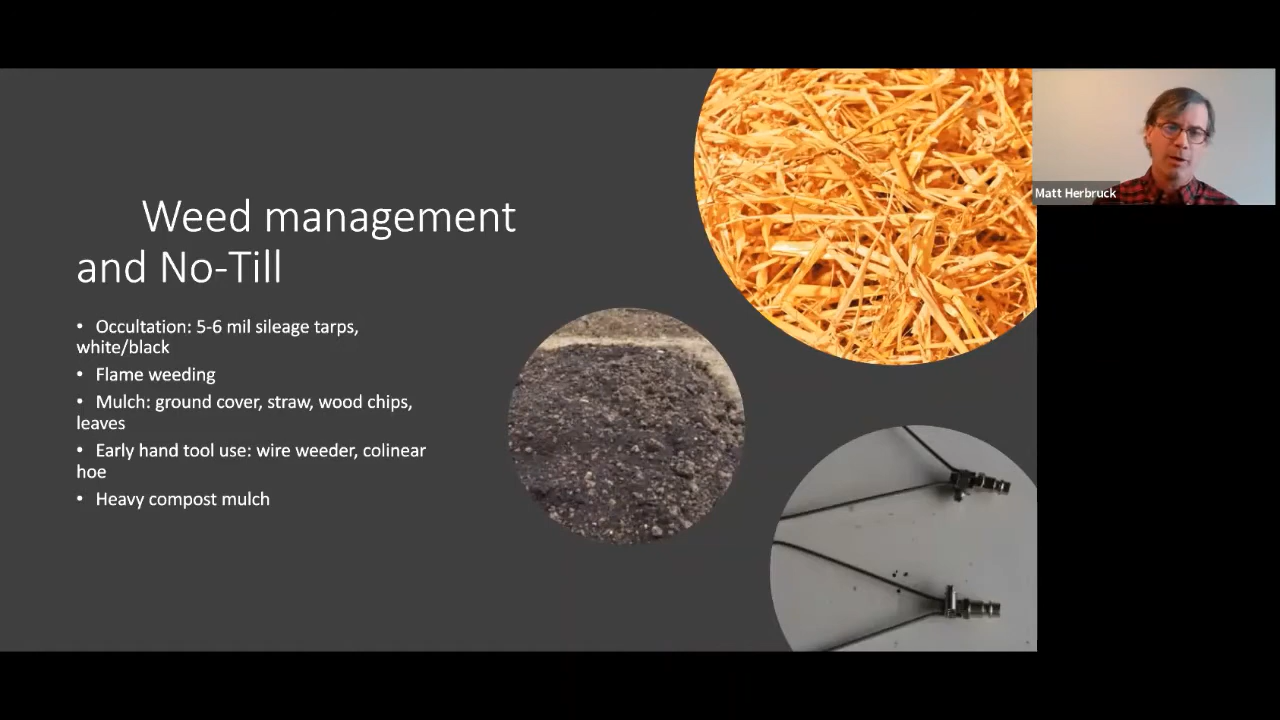 Weed management
and No-Till
• Occultation: 5-6 mil sileage tarps,
white/black
• Flame weeding
• Mulch: ground cover, straw, wood chips,
leaves
• Early hand tool use: wire weeder, colinear
hoe
• Heavy compost mulch
Matt Herbruck